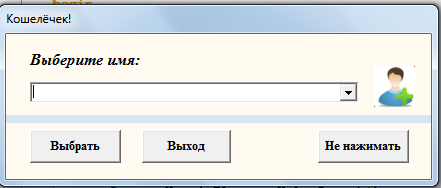 Кошелёчек!
Выберите имя:
Выбрать Выход Не нажимать